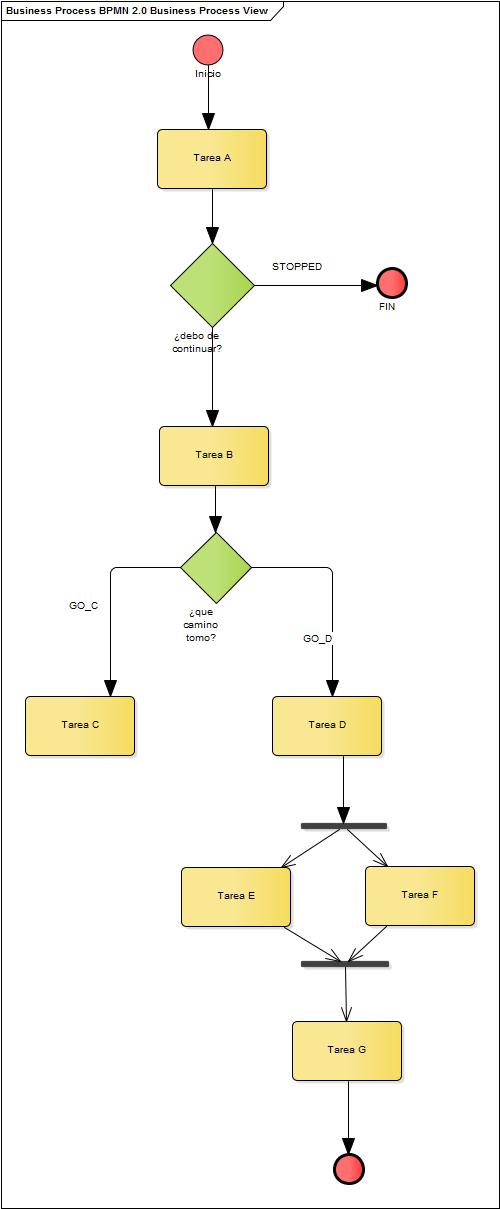 Business Process BPMN 2.0 Business Process View
Inicio
Tarea A
STOPPED
FIN
¿debo de
continuar?
Tarea B
¿que
camino
tomo?
GO_C
GO_D
Tarea C
Tarea D
Tarea E
Tarea F
Tarea G